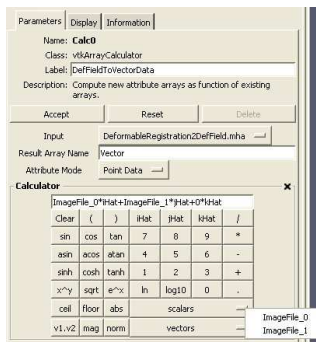 Parameters Display Information
Name: Calc0
Class: vtkArrayCalculator
Label: DefFieldToVectorData
Description: Compute new attribute arrays as function of existing
arrays.
Accept Reset Delete
Input DeformableRegistration2DefField.mha
Result Array Name Vector
Attribute Mode Point Data
Calculator x
ImageFile_0*iHat+ImageFile_1*jHat+0*kHat
Clear ( ) iHat jHat kHat /
sin cos tan 7 8 9 *
asin acos atan 4 5 6 -
sinh cosh tanh 1 2 3 +
x^y sqrt e^x ln log10 0 .
ceil floor abs scalars
v1.v2 mag norm vectors
ImageFile_0
ImageFile_1